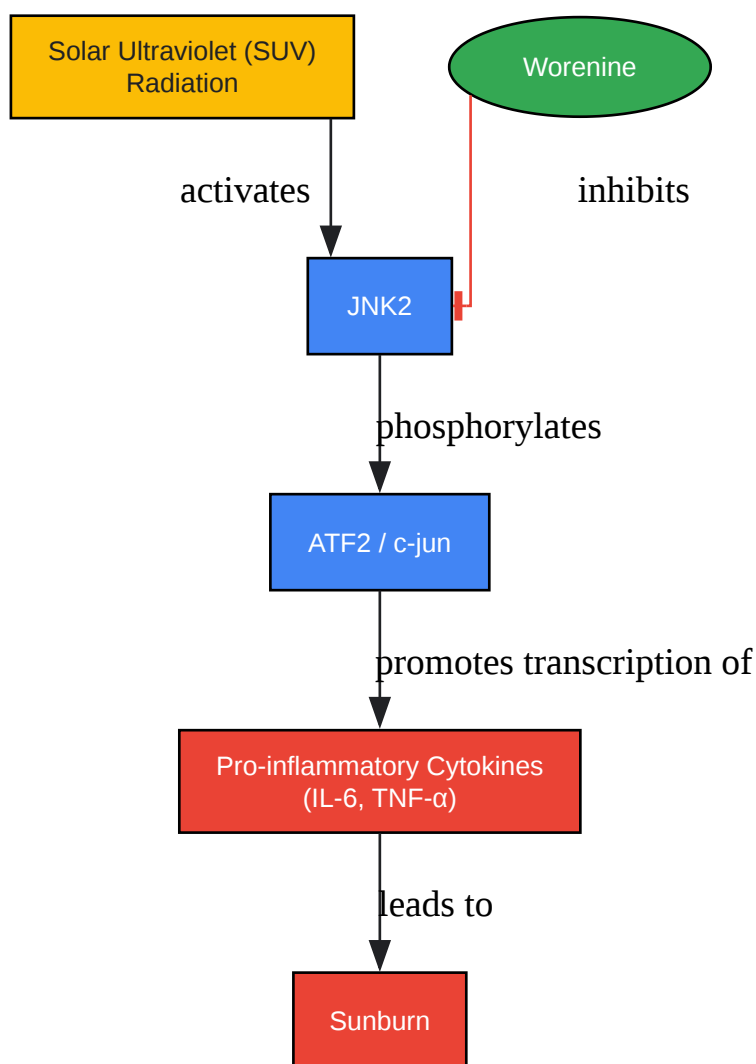 Solar Ultraviolet (SUV)
Radiation
Worenine
activates
inhibits
JNK2
phosphorylates
ATF2 / c-jun
promotes transcription of
Pro-inflammatory Cytokines
(IL-6, TNF-α)
leads to
Sunburn